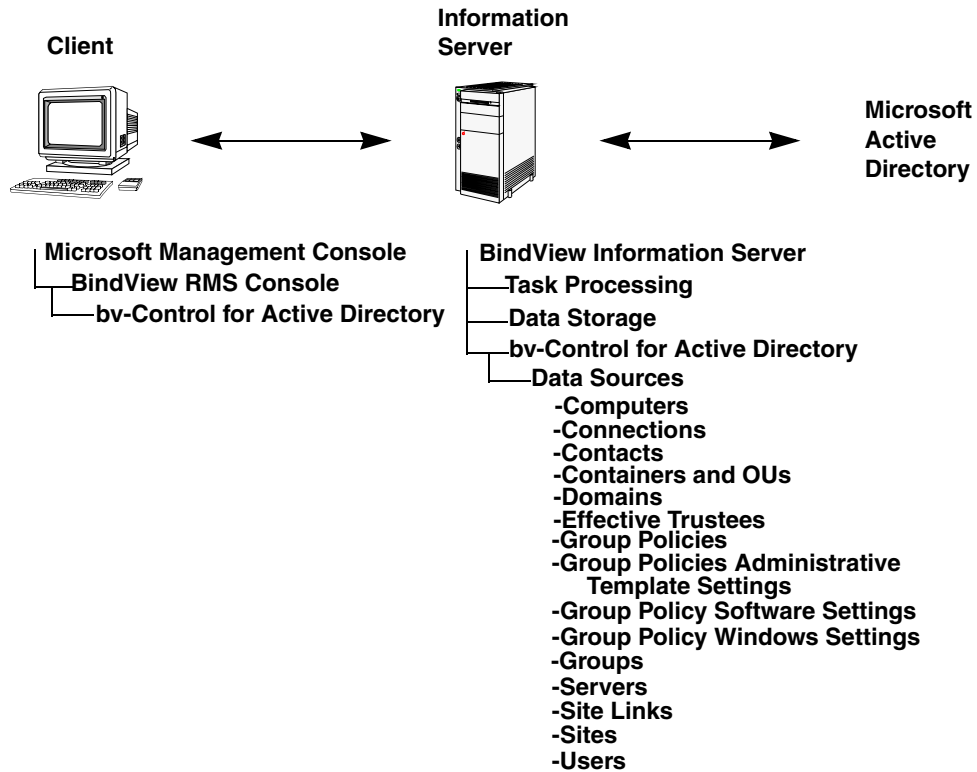 Client
Information
Server
Microsoft
Active
Directory
Microsoft Management Console
BindView RMS Console
bv-Control for Active Directory
BindView Information Server
Task Processing
Data Storage
bv-Control for Active Directory
Data Sources
-Computers
-Connections
-Contacts
-Containers and OUs
-Domains
-Effective Trustees
-Group Policies
-Group Policies Administrative
Template Settings
-Group Policy Software Settings
-Group Policy Windows Settings
-Groups
-Servers
-Site Links
-Sites
-Users